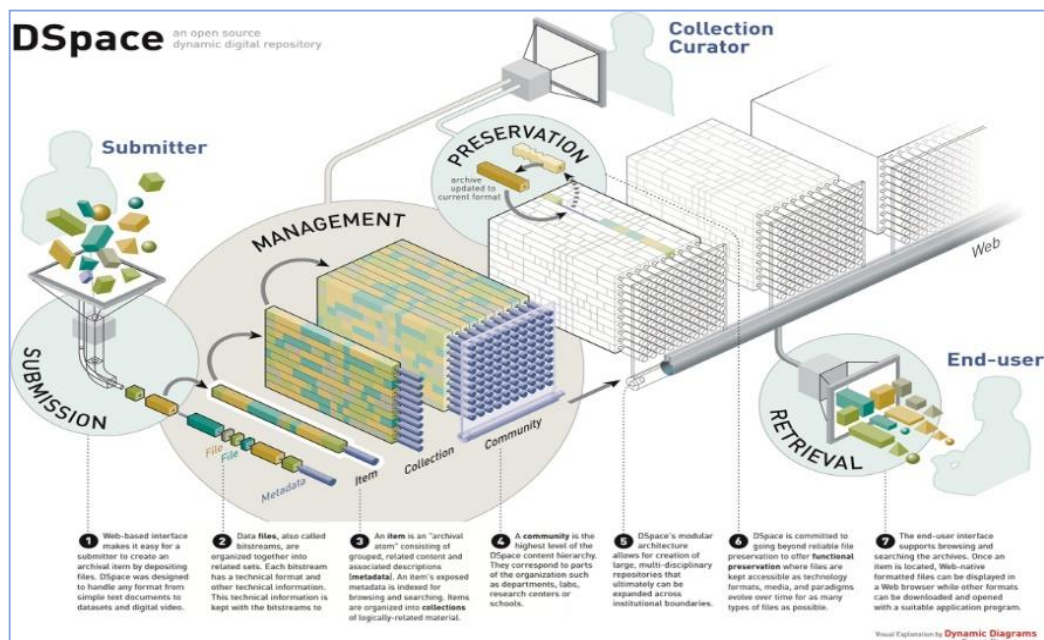 DSpace
an open source
dynamic digital repository
Collection
Curator
Submitter
PRESERVATION
archive
updated to
current format
MANAGEMENT
Web
SUBMISSION
End-user
RETRIEVAL
File
File
Metadata
Item
Collection
Community
1 Web-based interface
makes it easy for a
submitter to create an
archival item by depositing
files. DSpace was designed
to handle any format from
simple text documents to
datasets and digital video.
2 Data files, also called
bitstreams, are
organized together into
related sets. Each bitstream
has a technical format and
other technical information.
This technical information is
kept with the bitstreams to
3 An item is an "archival
atom" consisting of
grouped, related content and
associated descriptions
(metadata). An item's exposed
metadata is indexed for
browsing and searching. Items
are organized into collections
of logically-related material.
4 A community is the
highest level of the
DSpace content hierarchy.
They correspond to parts of
the organization such
as departments, labs,
research centers or
schools.
5 DSpace's modular
architecture
allows for creation of
large, multi-disciplinary
repositories that
ultimately can be
expanded across
institutional boundaries.
6 DSpace is committed to
going beyond reliable file
preservation to offer functional
preservation where files are
kept accessible as technology
formats, media, and paradigms
evolve over time for as many
types of files as possible.
7 The end-user interface
supports browsing and
searching the archives. Once an
item is located, Web-native
formatted files can be displayed
in a Web browser while other formats
can be downloaded and opened
with a suitable application program.
Visual Explanation by Dynamic Diagrams